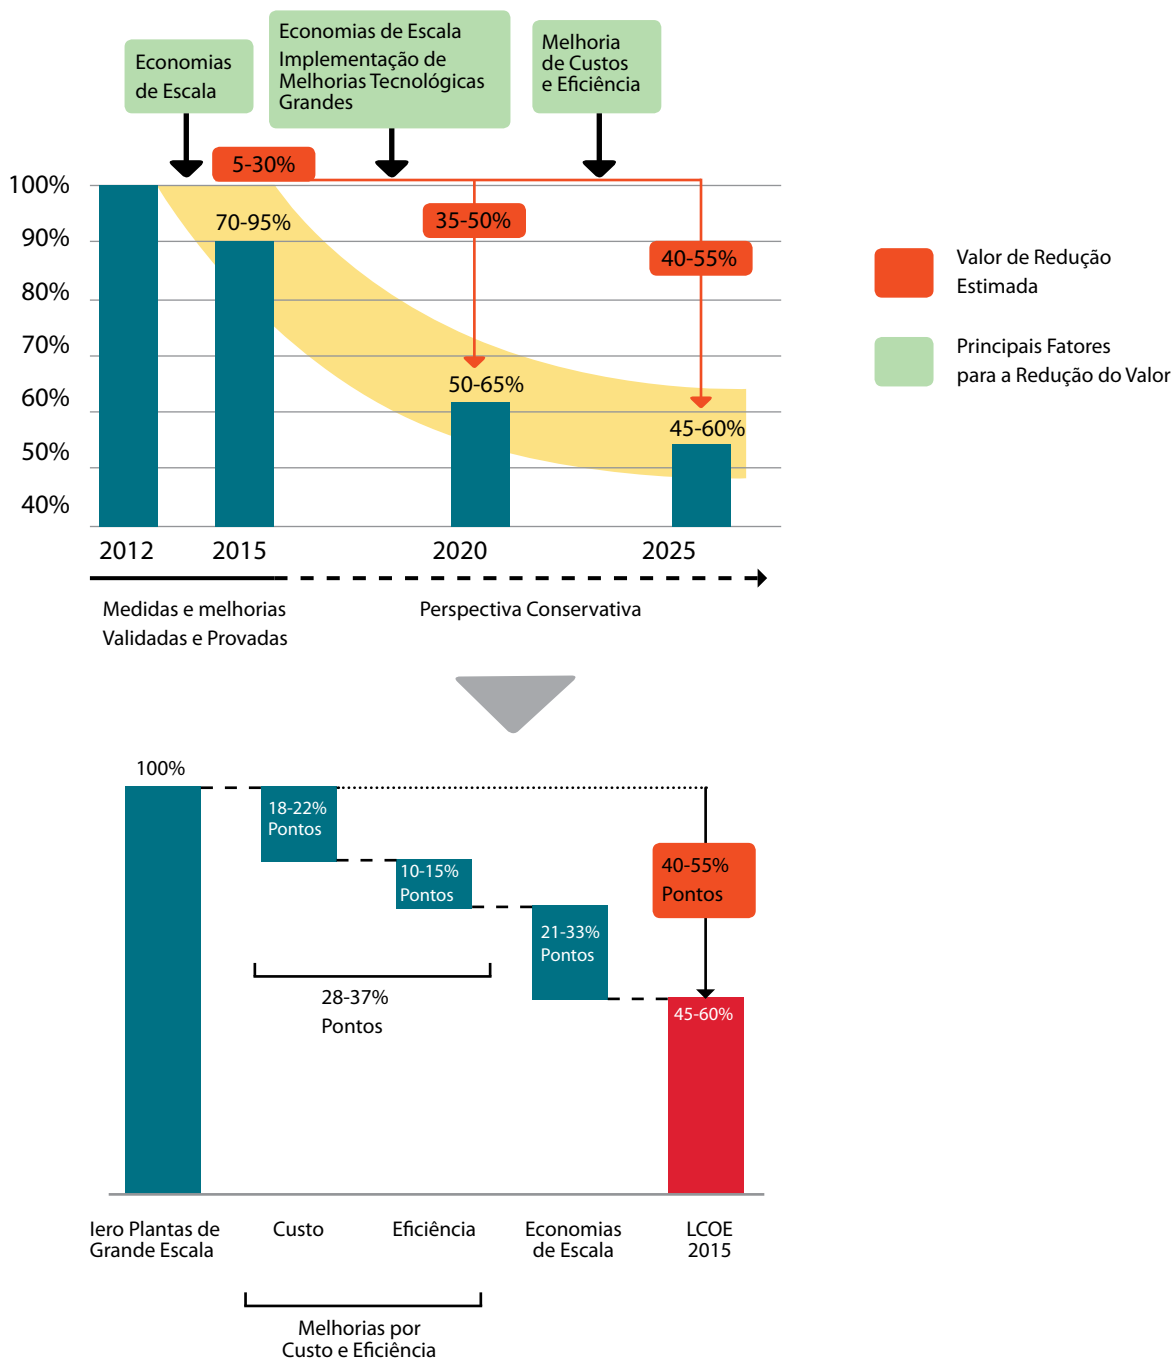 Economias
de Escala
Economias de Escala
Implementação de
Melhorias Tecnológicas
Grandes
Melhoria
de Custos
e Eficiência
5-30%
35-50%
40-55%
100%
90%
80%
70%
60%
50%
40%
70-95%
50-65%
45-60%
2012
2015
2020
2025
Medidas e melhorias
Validadas e Provadas
Perspectiva Conservativa
Valor de Redução
Estimada
Principais Fatores
para a Redução do Valor
100%
18-22%
Pontos
10-15%
Pontos
21-33%
Pontos
28-37%
Pontos
40-55%
Pontos
45-60%
Iero Plantas de
Grande Escala
Custo
Eficiência
Economias
de Escala
LCOE
2015
Melhorias por
Custo e Eficiência